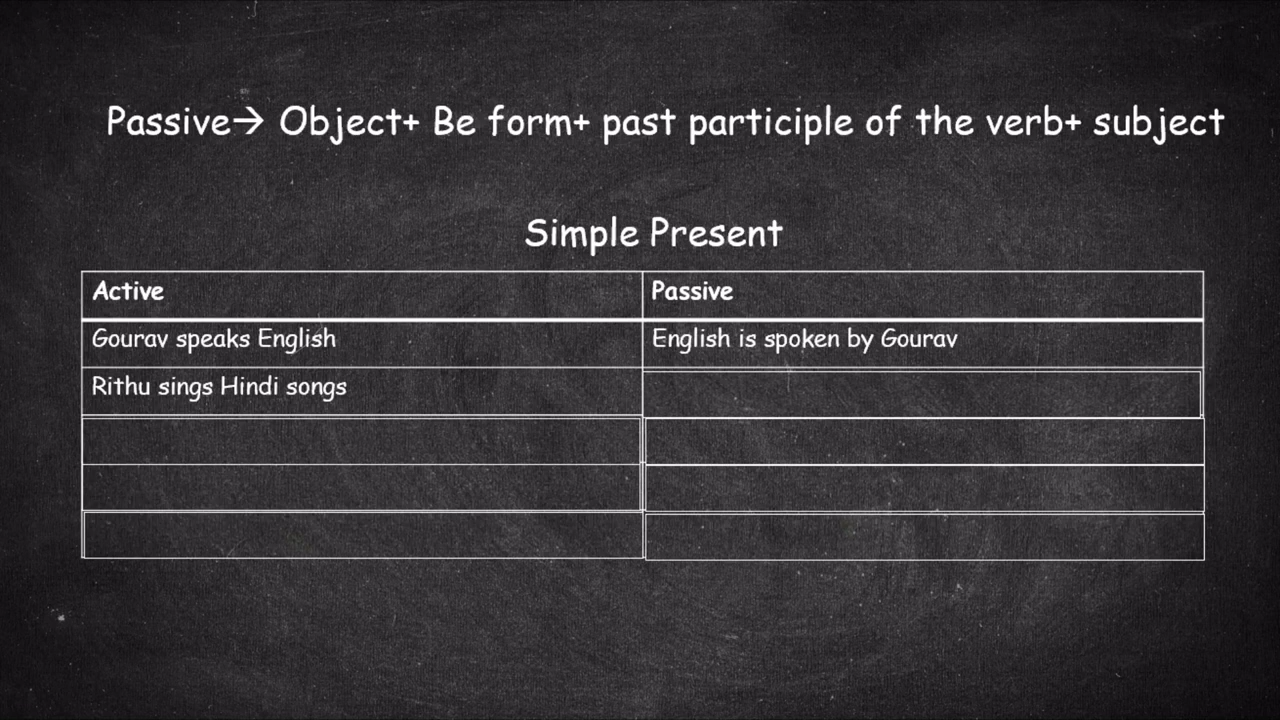 Passive→ Object+ Be form+ past participle of the verb+ subject
Simple Present
Active Passive
Gourav speaks English English is spoken by Gourav
Rithu sings Hindi songs